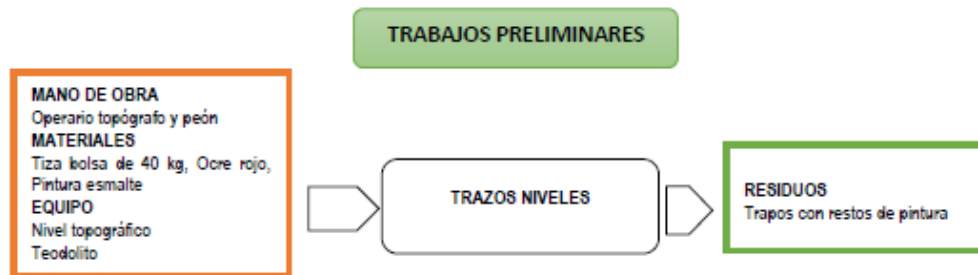 TRABAJOS PRELIMINARES
MANO DE OBRA
Operario topógrafo y peón
MATERIALES
Tiza bolsa de 40 kg, Ocre rojo,
Pintura esmalte
EQUIPO
Nivel topográfico
Teodolito
TRAZOS NIVELES
RESIDUOS
Trapos con restos de pintura